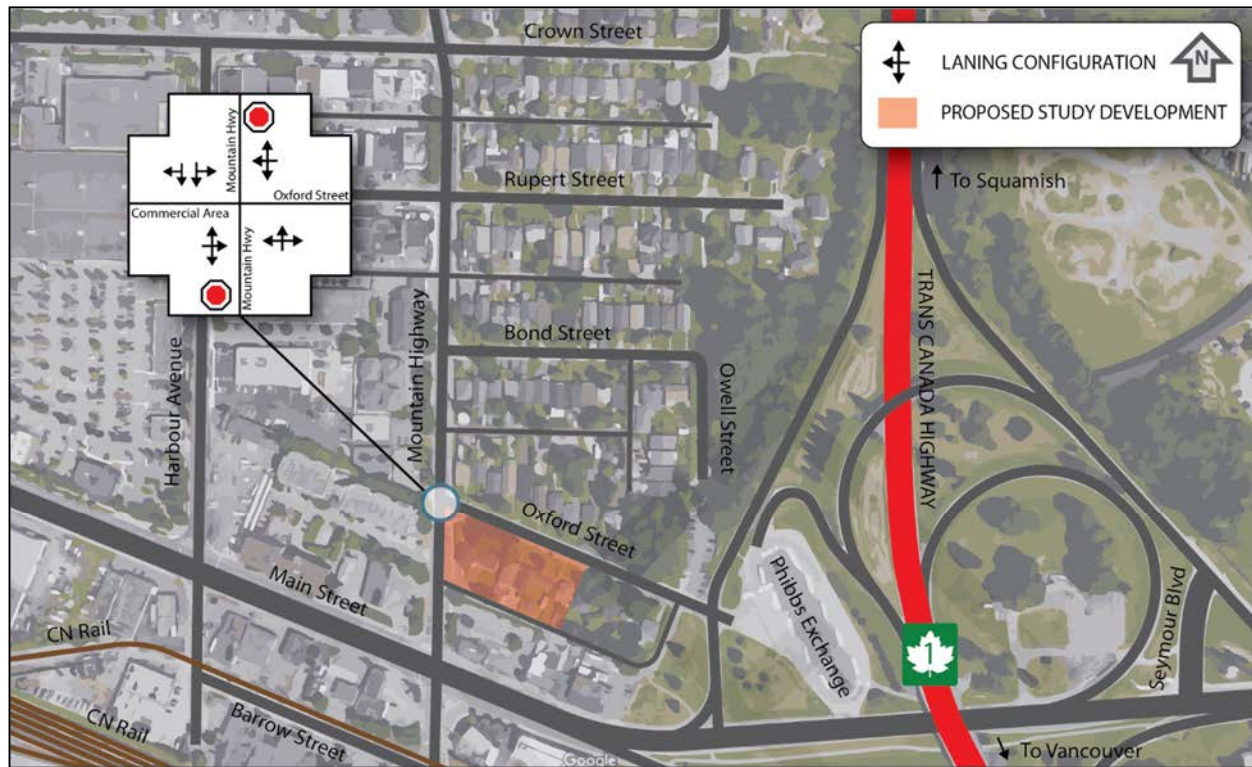 Crown Street
LANING CONFIGURATION
N
PROPOSED STUDY DEVELOPMENT
Mountain Hwy
Oxford Street
Commercial Area
Mountain Hwy
Rupert Street
To Squamish
TRANS CANADA HIGHWAY
Bond Street
Mountain Highway
Harbour Avenue
Orwell Street
Oxford Street
Main Street
Phibbs Exchange
1
Seymour Blvd
CN Rail
CN Rail
Barrow Street
Google
To Vancouver